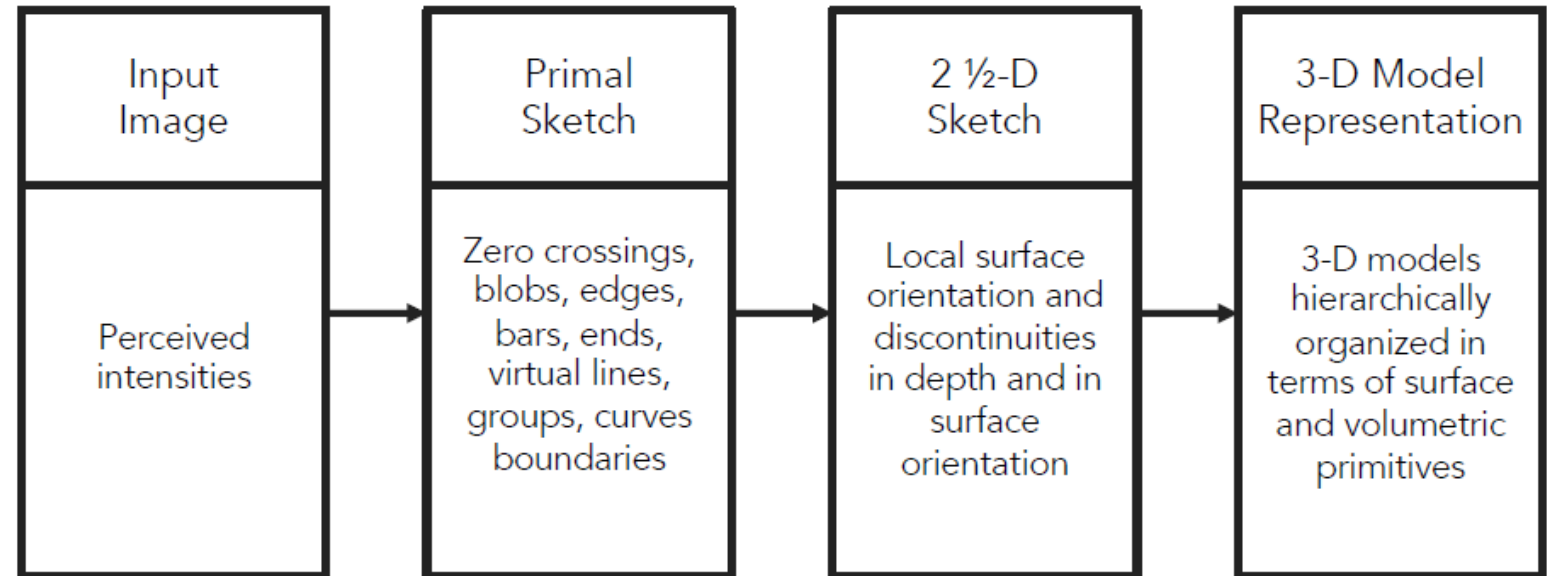 Input
Image
Perceived
intensities
Primal
Sketch
Zero crossings,
blobs, edges,
bars, ends,
virtual lines,
groups, curves
boundaries
2 ½-D
Sketch
Local surface
orientation and
discontinuities
in depth and in
surface
orientation
3-D Model
Representation
3-D models
hierarchically
organized in
terms of surface
and volumetric
primitives